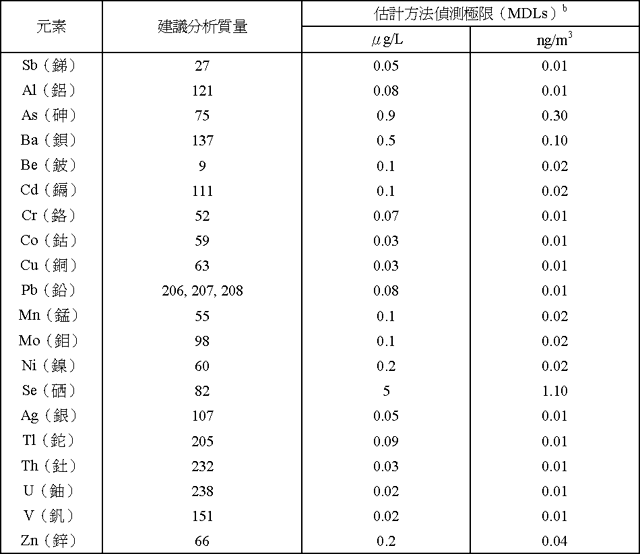 元素 建議分析質量 估計方法偵測極限（MDLs）b
μg/L ng/m3
Sb（銻） 27 0.05 0.01
Al（鋁） 121 0.08 0.01
As（砷） 75 0.9 0.30
Ba（鋇） 137 0.5 0.10
Be（鈹） 9 0.1 0.02
Cd（鎘） 111 0.1 0.02
Cr（鉻） 52 0.07 0.01
Co（鈷） 59 0.03 0.01
Cu（銅） 63 0.03 0.01
Pb（鉛） 206, 207, 208 0.08 0.01
Mn（錳） 55 0.1 0.02
Mo（鉬） 98 0.1 0.02
Ni（鎳） 60 0.2 0.02
Se（硒） 82 5 1.10
Ag（銀） 107 0.05 0.01
Tl（鉈） 205 0.09 0.01
Th（釷） 232 0.03 0.01
U（鈾） 238 0.02 0.01
V（釩） 151 0.02 0.01
Zn（鋅） 66 0.2 0.04